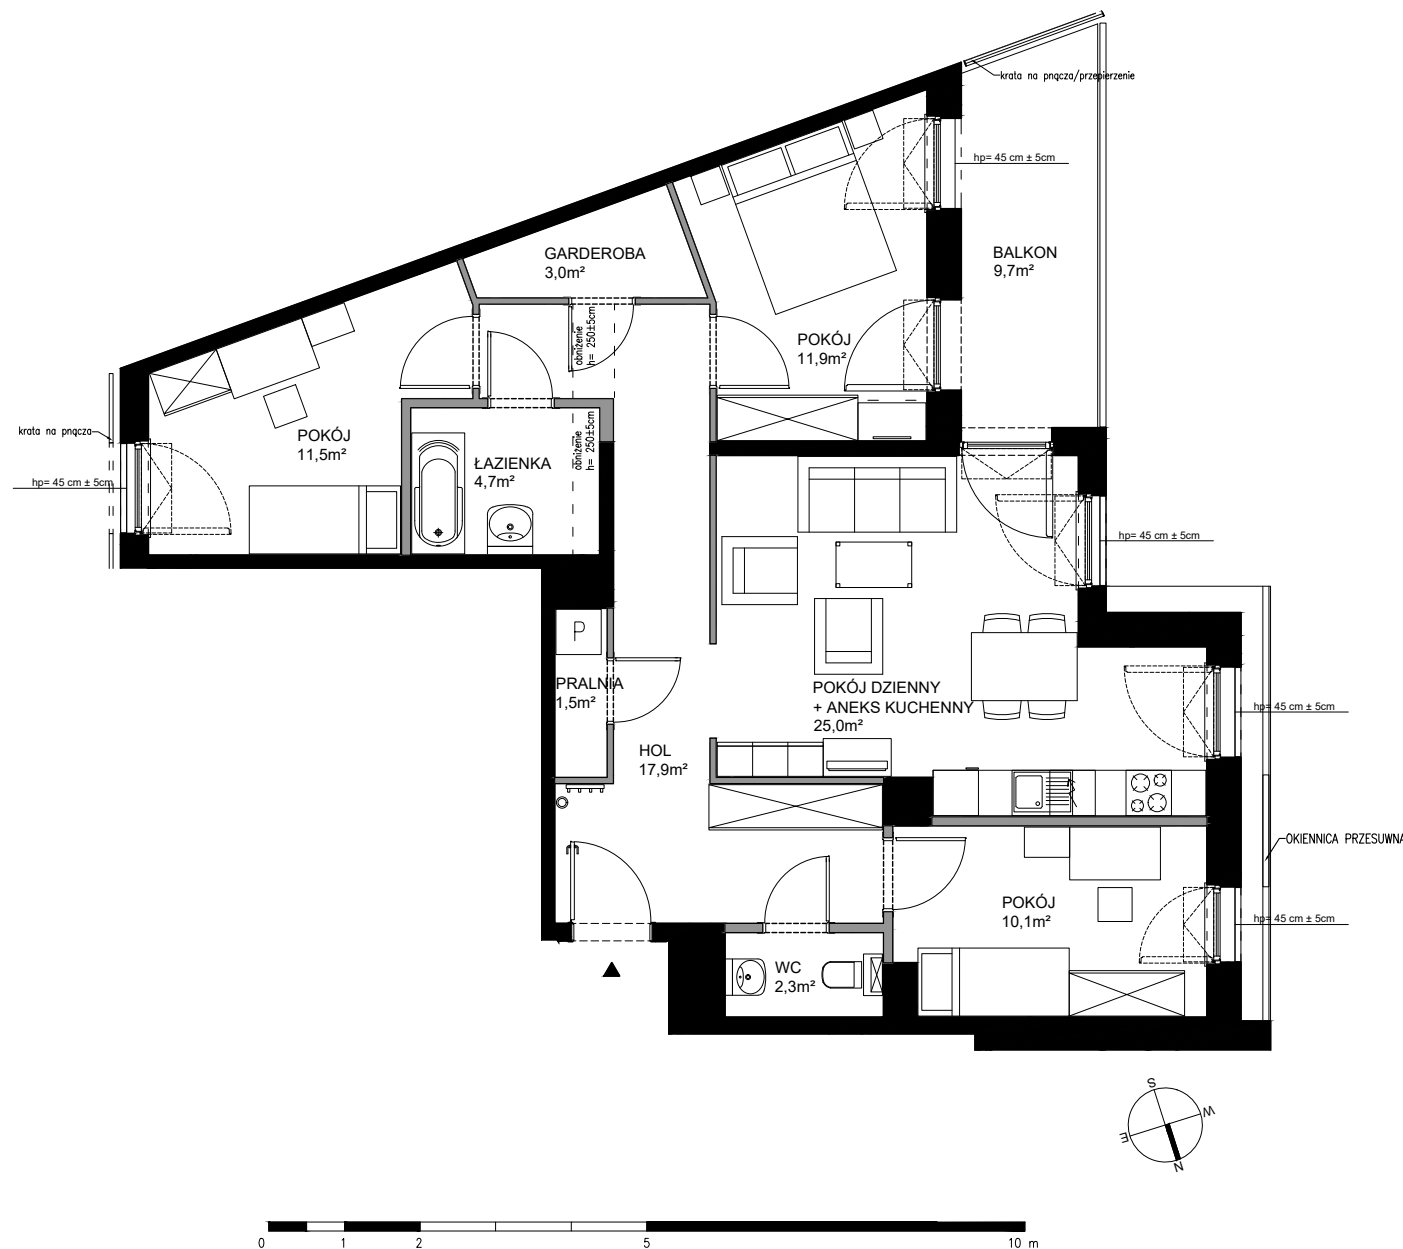 krata na pnącza/przepierzenie
hp= 45 cm ± 5cm
GARDEROBA
3,0m²
BALKON
9,7m²
obniżenie
h= 250±5cm
POKÓJ
11,9m²
krata na pnącza
POKÓJ
11,5m²
obniżenie
h= 250±5cm
ŁAZIENKA
4,7m²
hp= 45 cm ± 5cm
hp= 45 cm ± 5cm
P
PRALNIA
1,5m²
POKÓJ DZIENNY
+ ANEKS KUCHENNY
25,0m²
hp= 45 cm ± 5cm
HOL
17,9m²
OKIENNICA PRZESUWNA
POKÓJ
10,1m²
hp= 45 cm ± 5cm
WC
2,3m²
S
W
E
N
0 1 2 5 10 m